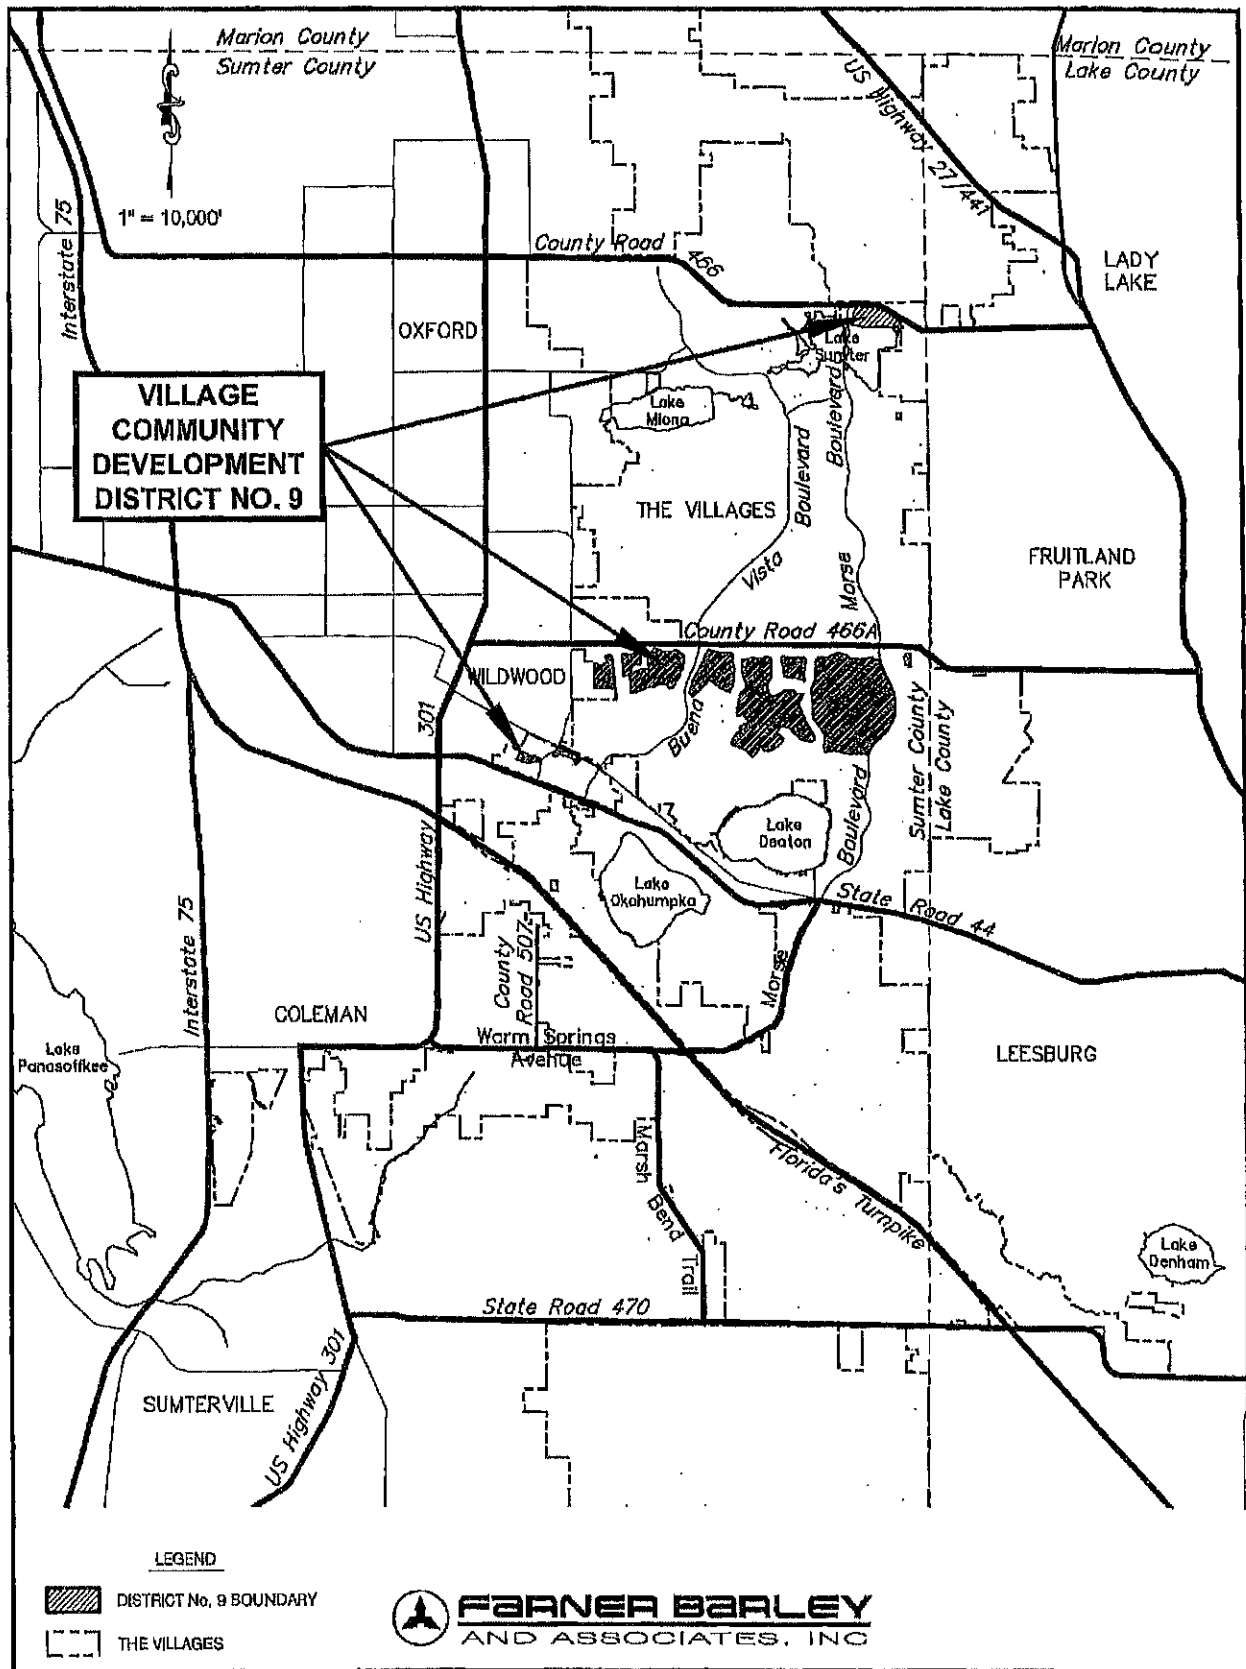 Marion County
Sumter County
Marion County
Lake County
US Highway 27/441
1" = 10,000'
Interstate 75
County Road 466
LADY
LAKE
OXFORD
Lake
Sumter
VILLAGE
COMMUNITY
DEVELOPMENT
DISTRICT NO. 9
Lake
Miona
Boulevard
Boulevard
THE VILLAGES
Vista
Morse
FRUITLAND
PARK
County Road 466A
WILDWOOD
301
Buena
Sumter County
Lake County
Lake
Deaton
Boulevard
Lake
Okahumpka
State Road 44
US Highway
County
Road 507
Morse
Interstate 75
COLEMAN
Warm Springs
Avenue
LEESBURG
Lake
Panasoffkee
Marsh Bend Trail
Florida's Turnpike
Lake
Denham
State Road 470
US Highway 301
SUMTERVILLE
LEGEND
DISTRICT No. 9 BOUNDARY
THE VILLAGES
FARNER BARLEY
AND ASSOCIATES, INC